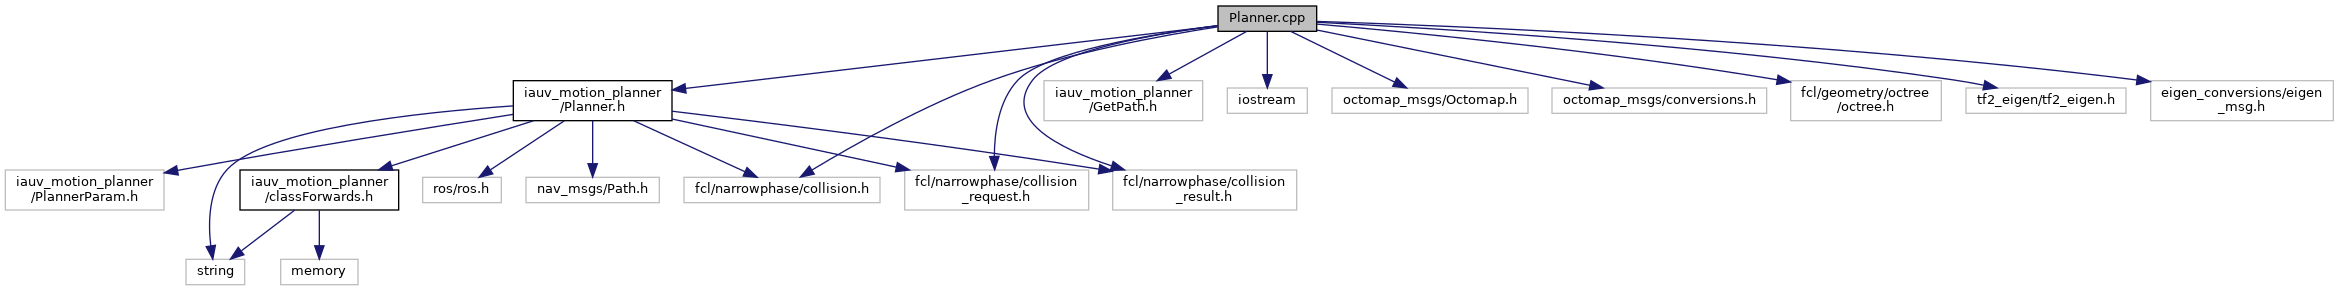 Planner.cpp
iauv_motion_planner
/Planner.h
iauv_motion_planner
/GetPath.h
iostream
octomap_msgs/Octomap.h
octomap_msgs/conversions.h
fcl/geometry/octree
/octree.h
tf2_eigen/tf2_eigen.h
eigen_conversions/eigen
_msg.h
iauv_motion_planner
/PlannerParam.h
iauv_motion_planner
/classForwards.h
ros/ros.h
nav_msgs/Path.h
fcl/narrowphase/collision.h
fcl/narrowphase/collision
_request.h
fcl/narrowphase/collision
_result.h
string
memory